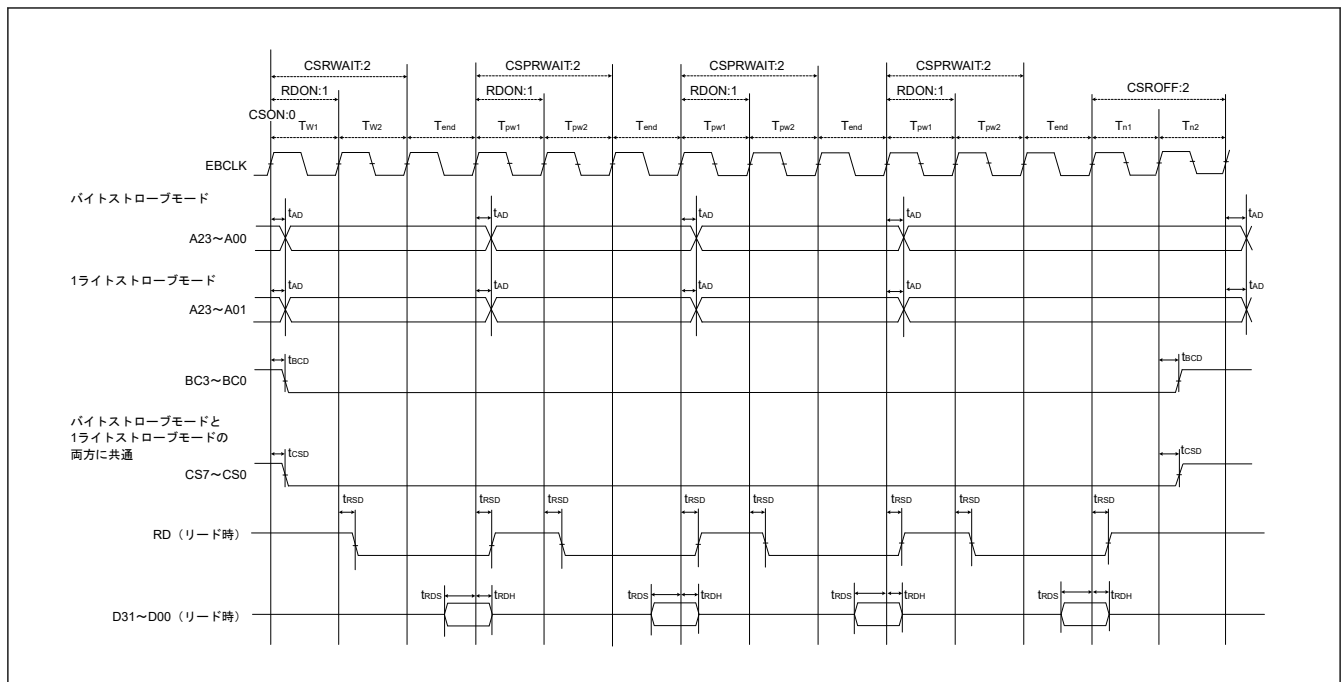 CSRWAIT:2 CSPRWAIT:2 CSPRWAIT:2 CSPRWAIT:2
RDON:1 RDON:1 RDON:1 RDON:1 CSROFF:2
CSON:0
TW1 TW2 Tend Tpw1 Tpw2 Tend Tpw1 Tpw2 Tend Tpw1 Tpw2 Tend Tn1 Tn2
EBCLK
バイトストローブモード
tAD tAD tAD tAD tAD
A23～A00
1ライトストローブモード
tAD tAD tAD tAD tAD
A23～A01
tBCD tBCD
BC3～BC0
バイトストローブモードと
1ライトストローブモードの
両方に共通
tCSD tCSD
CS7～CS0
tRSD tRSD tRSD tRSD tRSD tRSD tRSD tRSD
RD（リード時）
tRDS tRDH tRDS tRDH tRDS tRDH tRDS tRDH
D31～D00（リード時）